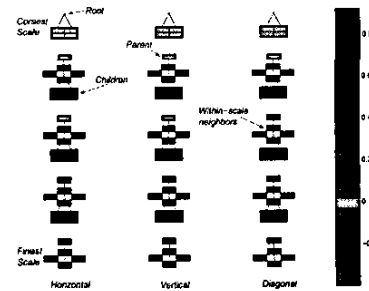 Root
Coarsest
Scale
Parent
Children
Within-scale
neighbors
Finest
Scale
Horizontal
Vertical
Diagonal